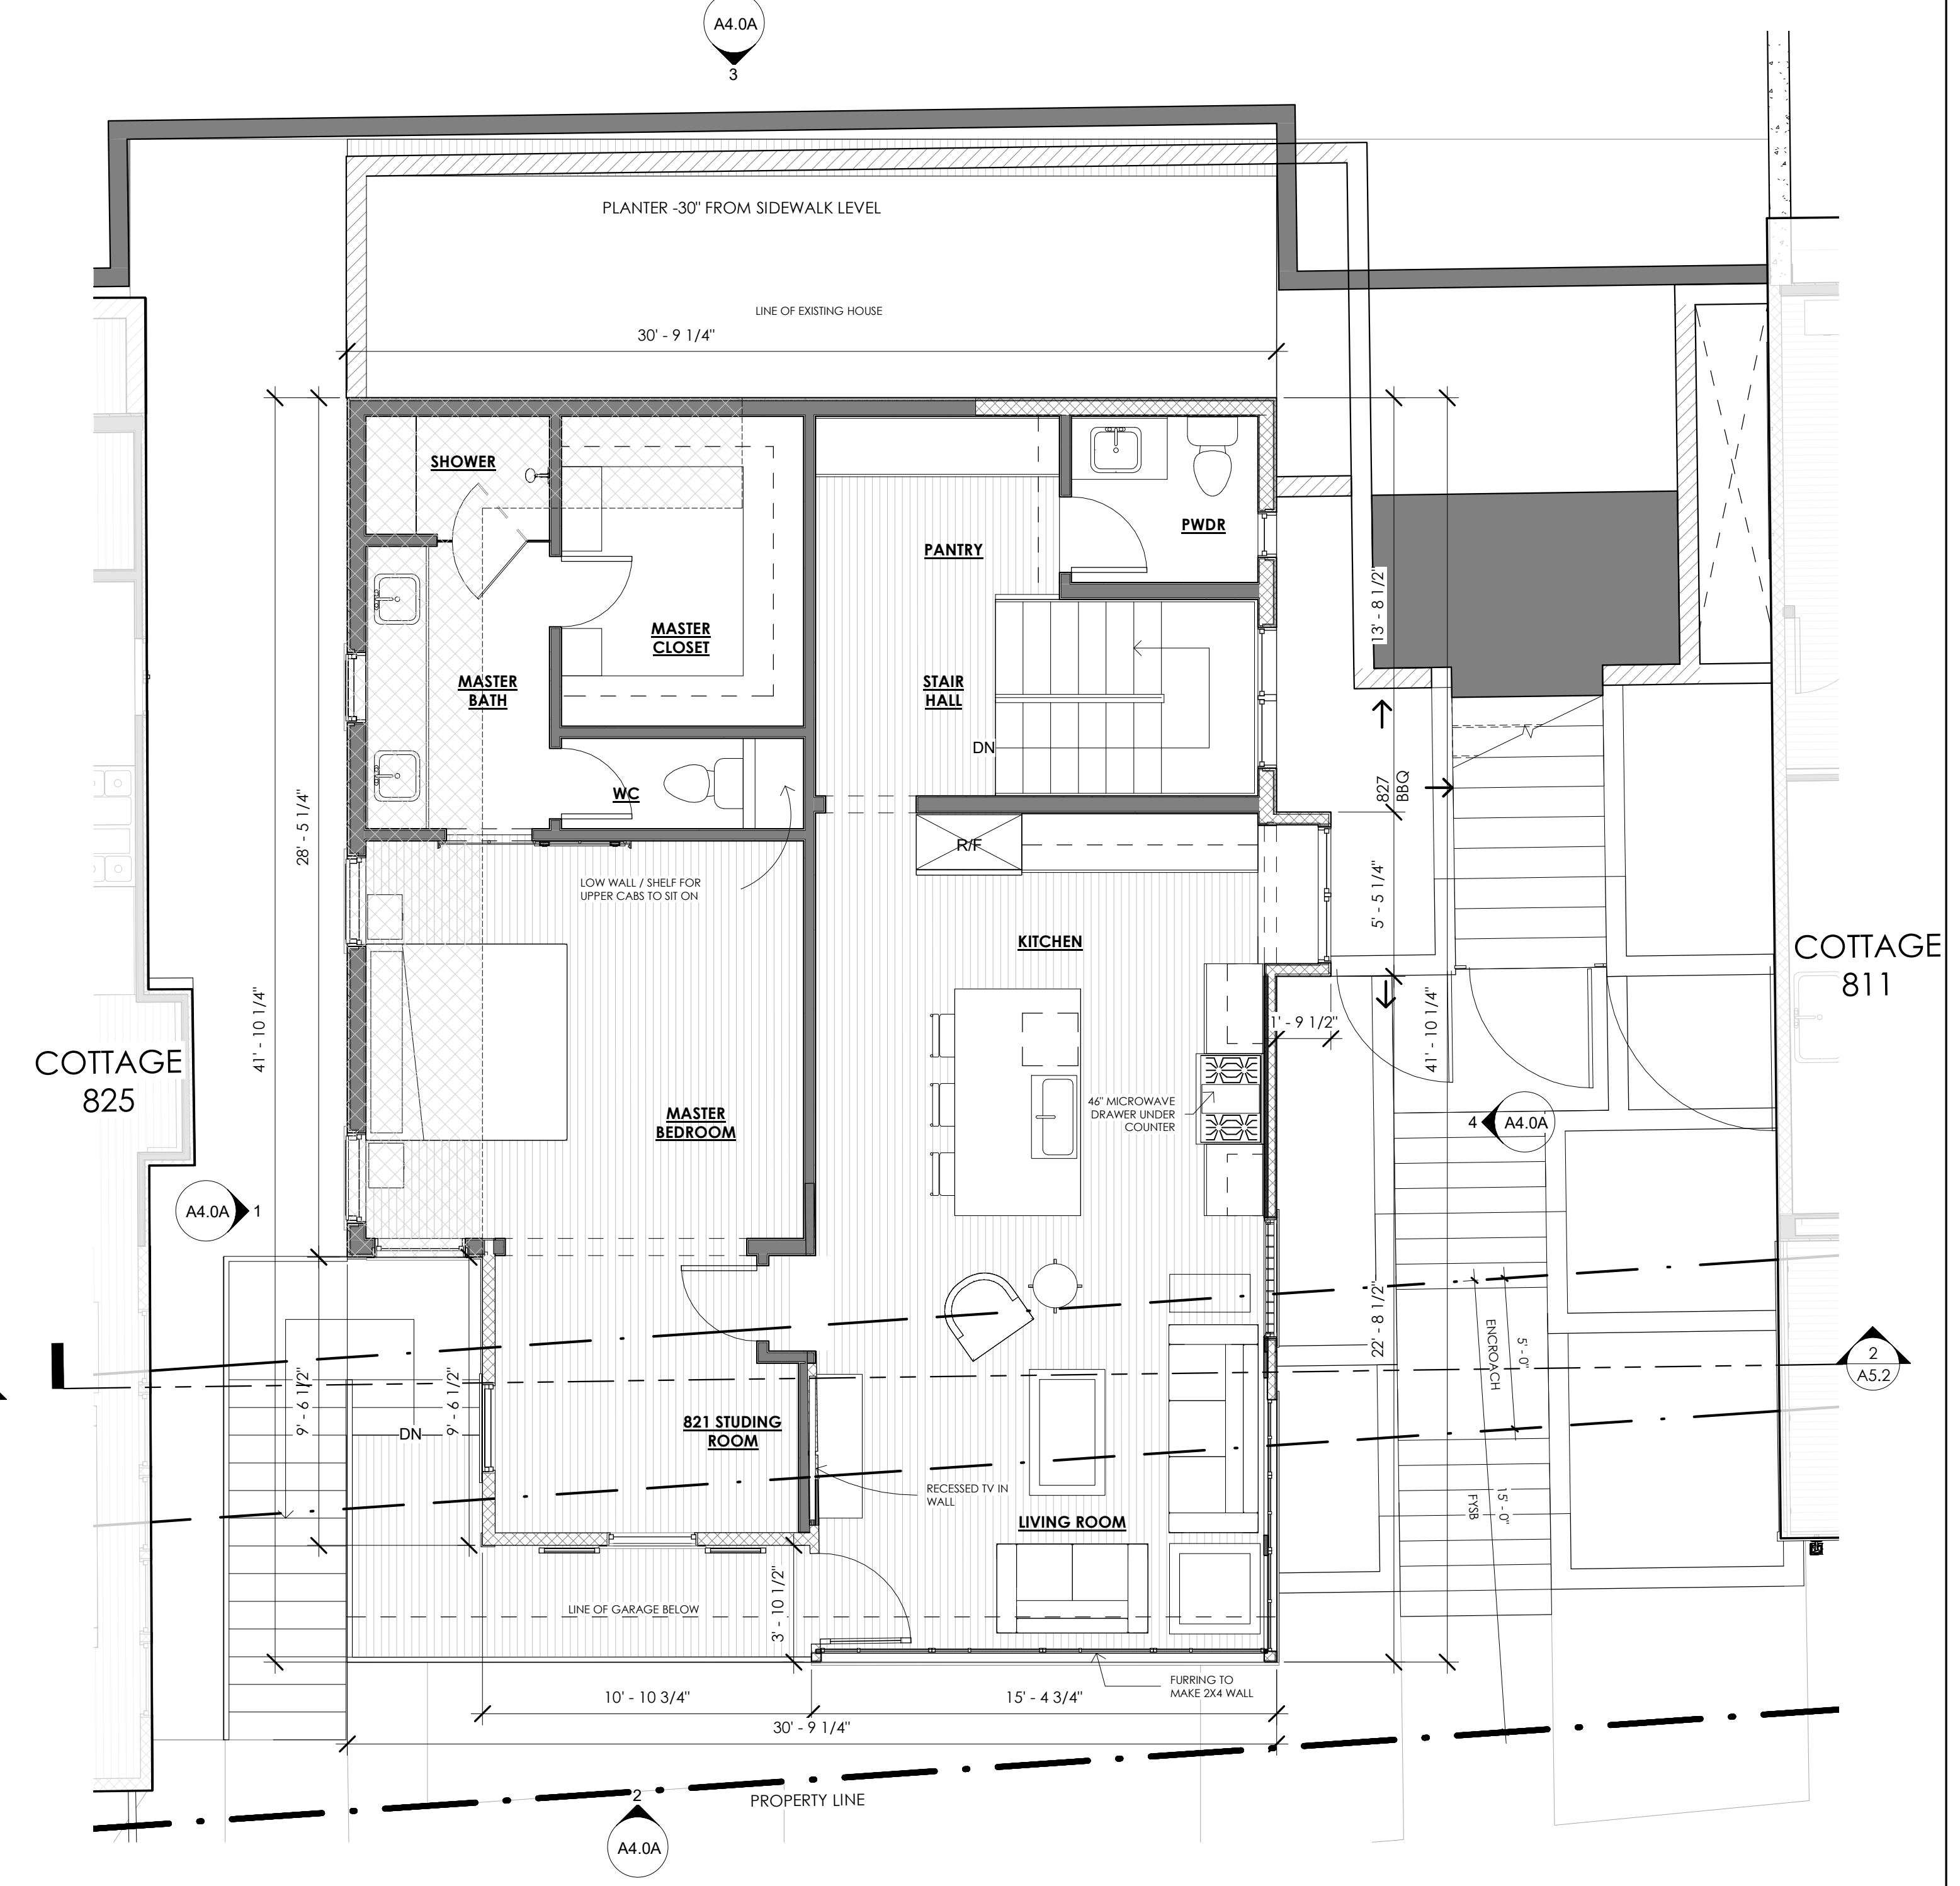 A4.0A
3
PLANTER -30" FROM SIDEWALK LEVEL
LINE OF EXISTING HOUSE
30' - 9 1/4"
SHOWER
PWDR
PANTRY
13' - 8 1/2"
MASTER
CLOSET
MASTER
BATH
STAIR
HALL
DN
WC
827
BBQ
28' - 5 1/4"
R/F
LOW WALL / SHELF FOR
UPPER CABS TO SIT ON
5' - 5 1/4"
KITCHEN
COTTAGE
811
41' - 10 1/4"
1' - 9 1/2"
41' - 10 1/4"
COTTAGE
825
46" MICROWAVE
DRAWER UNDER
COUNTER
MASTER
BEDROOM
4
A4.0A
A4.0A
1
22' - 8 1/2"
ENCROACH
5' - 0"
2
A5.2
9' - 6 1/2"
9' - 6 1/2"
DN
821 STUDING
ROOM
RECESSED TV IN
WALL
FYSB
15' - 0"
LIVING ROOM
LINE OF GARAGE BELOW
3' - 10 1/2"
FURRING TO
MAKE 2X4 WALL
10' - 10 3/4"
15' - 4 3/4"
30' - 9 1/4"
PROPERTY LINE
2
A4.0A